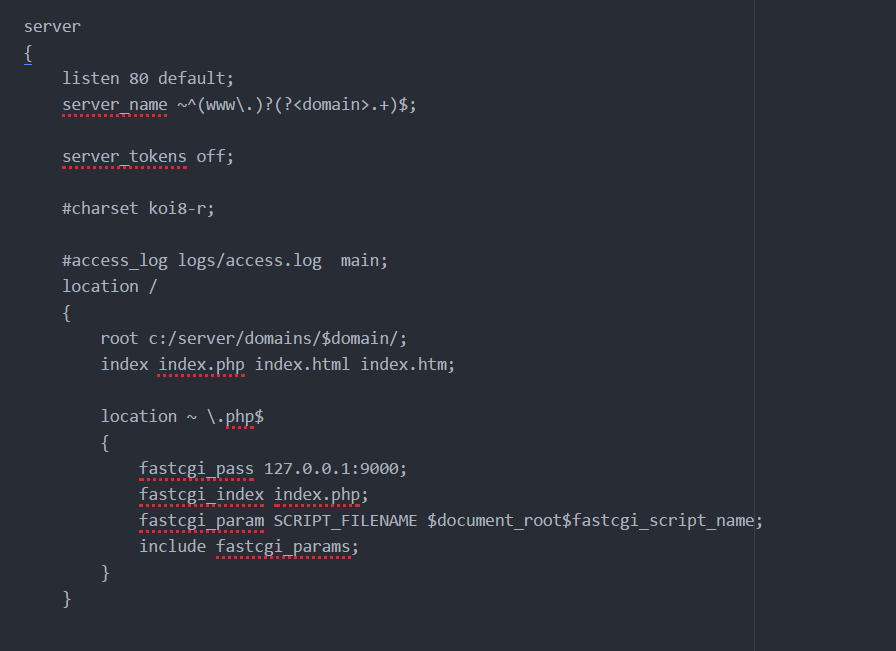 server
{
listen 80 default;
server_name ~^(www\.)?(?<domain>.+)$;
server_tokens off;
#charset koi8-r;
#access_log logs/access.log  main;
location /
{
root c:/server/domains/$domain/;
index index.php index.html index.htm;
location ~ \.php$
{
fastcgi_pass 127.0.0.1:9000;
fastcgi_index index.php;
fastcgi_param SCRIPT_FILENAME $document_root$fastcgi_script_name;
include fastcgi_params;
}
}